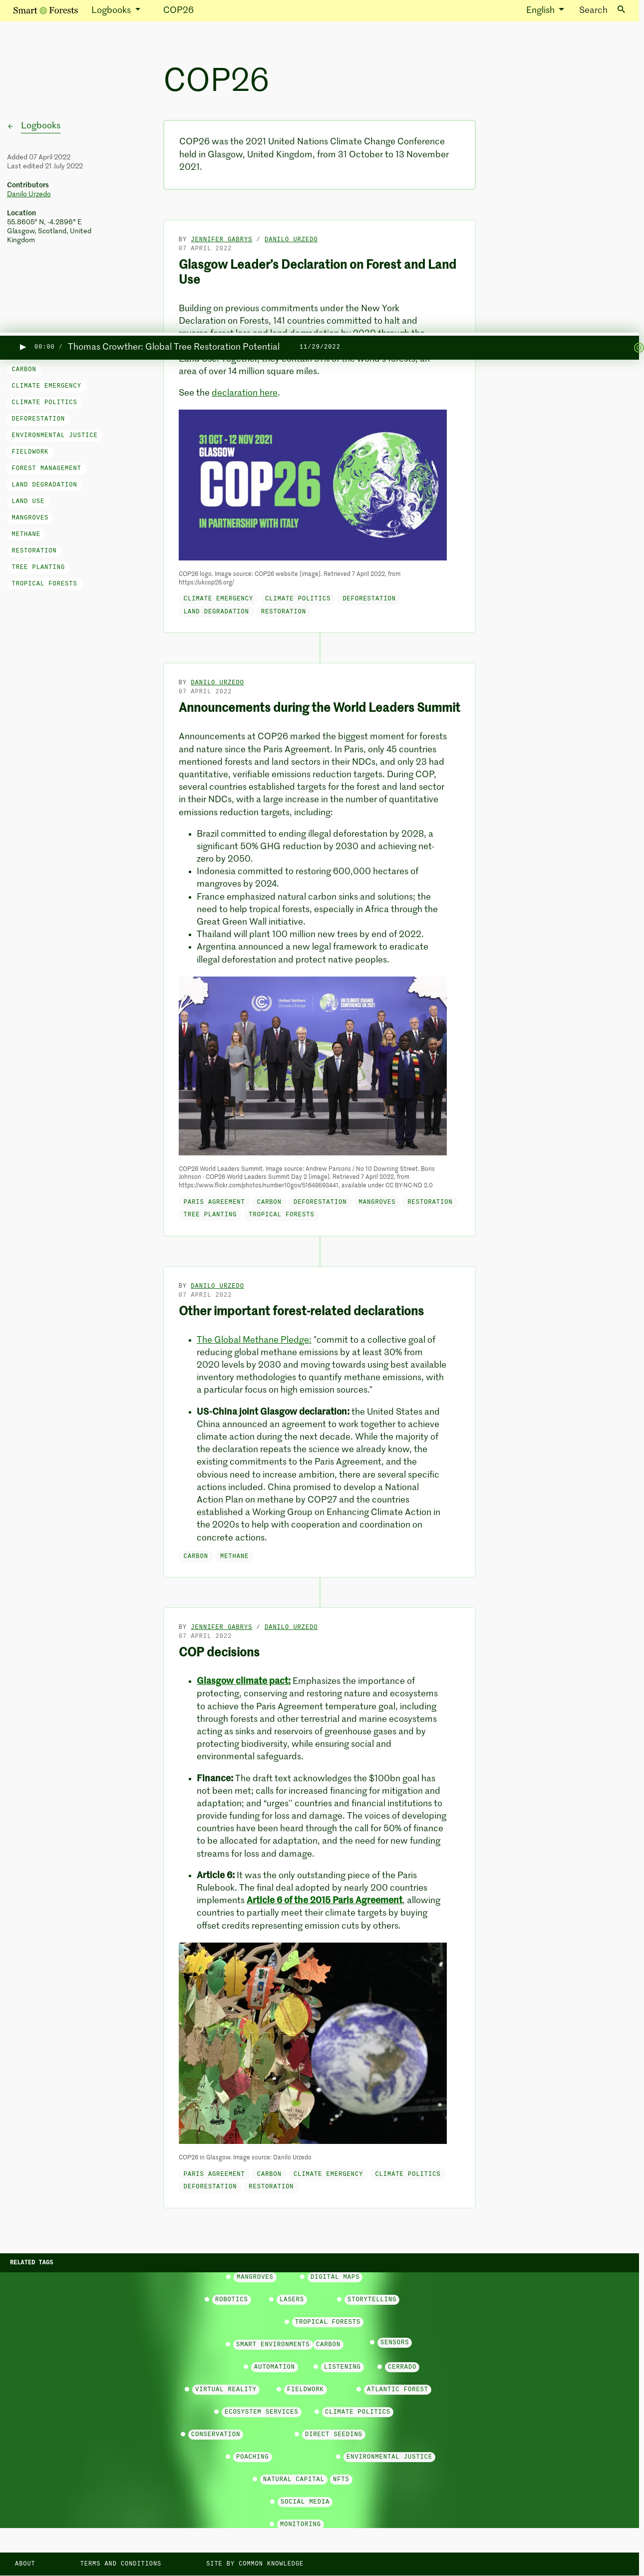 Smart Forests
Logbooks
COP26
English
Search
COP26
Logbooks
Added 07 April 2022
Last edited 21 July 2022
Contributors
Danilo Urzedo
Location
55.8605° N, -4.2896° E
Glasgow, Scotland, United
Kingdom
CARBON
CLIMATE EMERGENCY
CLIMATE POLITICS
DEFORESTATION
ENVIRONMENTAL JUSTICE
FIELDWORK
FOREST MANAGEMENT
LAND DEGRADATION
LAND USE
MANGROVES
METHANE
RESTORATION
TREE PLANTING
TROPICAL FORESTS
COP26 was the 2021 United Nations Climate Change Conference
held in Glasgow, United Kingdom, from 31 October to 13 November
2021.
BY JENNIFER GABRYS / DANILO URZEDO
07 APRIL 2022
Glasgow Leader's Declaration on Forest and Land
Use
Building on previous commitments under the New York
Declaration on Forests, 141 countries committed to halt and
00:00 / Thomas Crowther: Global Tree Restoration Potential 11/29/2022
area of over 14 million square miles.
See the declaration here.
31 OCT - 12 NOV 2021
GLASGOW
COP26
IN PARTNERSHIP WITH ITALY
COP26 logo. Image source: COP26 website [image]. Retrieved 7 April 2022, from
https://ukcop26.org/
CLIMATE EMERGENCY CLIMATE POLITICS DEFORESTATION
LAND DEGRADATION RESTORATION
BY DANILO URZEDO
07 APRIL 2022
Announcements during the World Leaders Summit
Announcements at COP26 marked the biggest moment for forests
and nature since the Paris Agreement. In Paris, only 45 countries
mentioned forests and land sectors in their NDCs, and only 23 had
quantitative, verifiable emissions reduction targets. During COP,
several countries established targets for the forest and land sector
in their NDCs, with a large increase in the number of quantitative
emissions reduction targets, including:
Brazil committed to ending illegal deforestation by 2028, a
significant 50% GHG reduction by 2030 and achieving net-
zero by 2050.
Indonesia committed to restoring 600,000 hectares of
mangroves by 2024.
France emphasized natural carbon sinks and solutions; the
need to help tropical forests, especially in Africa through the
Great Green Wall initiative.
Thailand will plant 100 million new trees by end of 2022.
Argentina announced a new legal framework to eradicate
illegal deforestation and protect native peoples.
United Nations
Climate Change
UN CLIMATE
CHANGE
CONFERENCE
UK 2021
COP26 World Leaders Summit. Image source: Andrew Parsons / No 10 Downing Street. Boris
Johnson - COP26 World Leaders Summit Day 2 [image]. Retrieved 7 April 2022, from
https://www.flickr.com/photos/number10gov/51649593441. available under CC BY-NC-ND 2.0
PARIS AGREEMENT CARBON DEFORESTATION MANGROVES RESTORATION
TREE PLANTING TROPICAL FORESTS
BY DANILO URZEDO
07 APRIL 2022
Other important forest-related declarations
The Global Methane Pledge: "commit to a collective goal of
reducing global methane emissions by at least 30% from
2020 levels by 2030 and moving towards using best available
inventory methodologies to quantify methane emissions, with
a particular focus on high emission sources."
US-China joint Glasgow declaration: the United States and
China announced an agreement to work together to achieve
climate action during the next decade. While the majority of
the declaration repeats the science we already know, the
existing commitments to the Paris Agreement, and the
obvious need to increase ambition, there are several specific
actions included. China promised to develop a National
Action Plan on methane by COP27 and the countries
established a Working Group on Enhancing Climate Action in
the 2020s to help with cooperation and coordination on
concrete actions.
CARBON METHANE
BY JENNIFER GABRYS / DANILO URZEDO
07 APRIL 2022
COP decisions
Glasgow climate pact: Emphasizes the importance of
protecting, conserving and restoring nature and ecosystems
to achieve the Paris Agreement temperature goal, including
through forests and other terrestrial and marine ecosystems
acting as sinks and reservoirs of greenhouse gases and by
protecting biodiversity, while ensuring social and
environmental safeguards.
Finance: The draft text acknowledges the $100bn goal has
not been met; calls for increased financing for mitigation and
adaptation; and "urges" countries and financial institutions to
provide funding for loss and damage. The voices of developing
countries have been heard through the call for 50% of finance
to be allocated for adaptation, and the need for new funding
streams for loss and damage.
Article 6: It was the only outstanding piece of the Paris
Rulebook. The final deal adopted by nearly 200 countries
implements Article 6 of the 2015 Paris Agreement, allowing
countries to partially meet their climate targets by buying
offset credits representing emission cuts by others.
COP26 in Glasgow. Image source: Danilo Urzedo
PARIS AGREEMENT CARBON CLIMATE EMERGENCY CLIMATE POLITICS
DEFORESTATION RESTORATION
RELATED TAGS
MANGROVES DIGITAL MAPS
ROBOTICS LASERS STORYTELLING
TROPICAL FORESTS
SMART ENVIRONMENTS CARBON SENSORS
AUTOMATION LISTENING CERRADO
VIRTUAL REALITY FIELDWORK ATLANTIC FOREST
ECOSYSTEM SERVICES CLIMATE POLITICS
CONSERVATION DIRECT SEEDING
POACHING ENVIRONMENTAL JUSTICE
NATURAL CAPITAL NFTS
SOCIAL MEDIA
MONITORING
ABOUT TERMS AND CONDITIONS SITE BY COMMON KNOWLEDGE